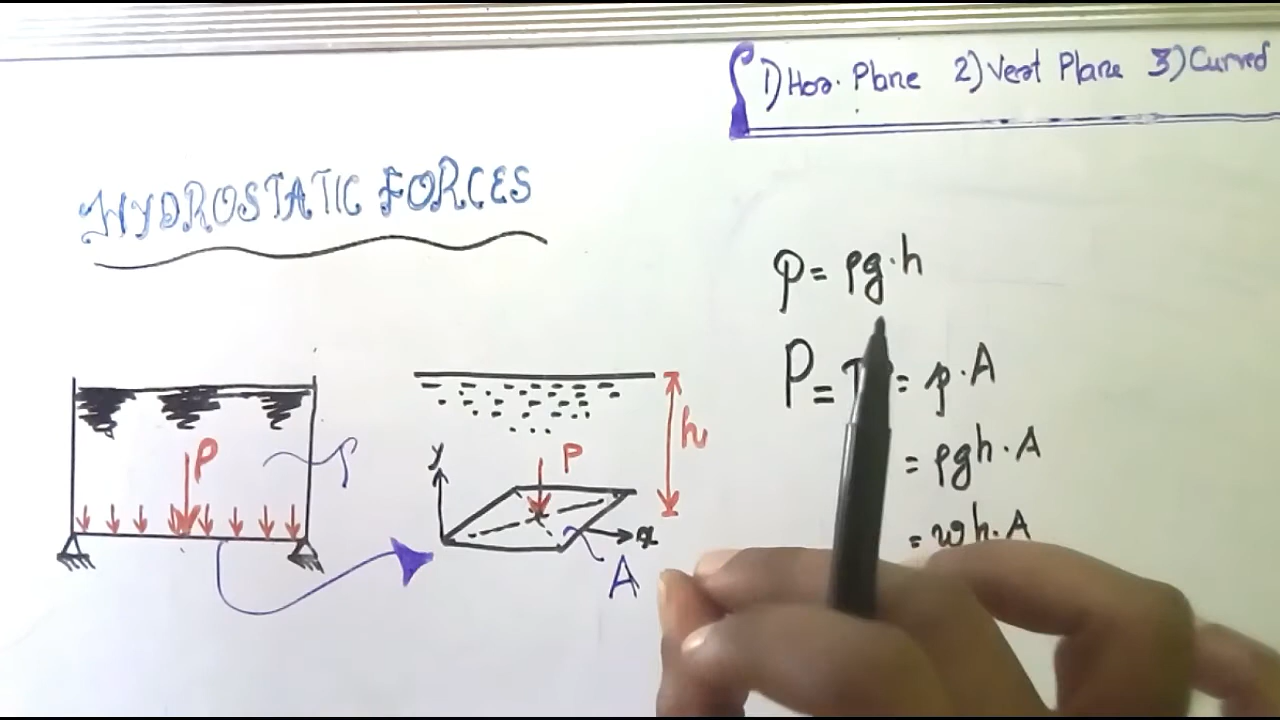 1) Hor. Plane 2) Vert Plane 3) Curved
HYDROSTATIC FORCES
p = ρg·h
P = = p·A
= ρgh·A
= wh·A
P
ρ
y
P
h
x
A